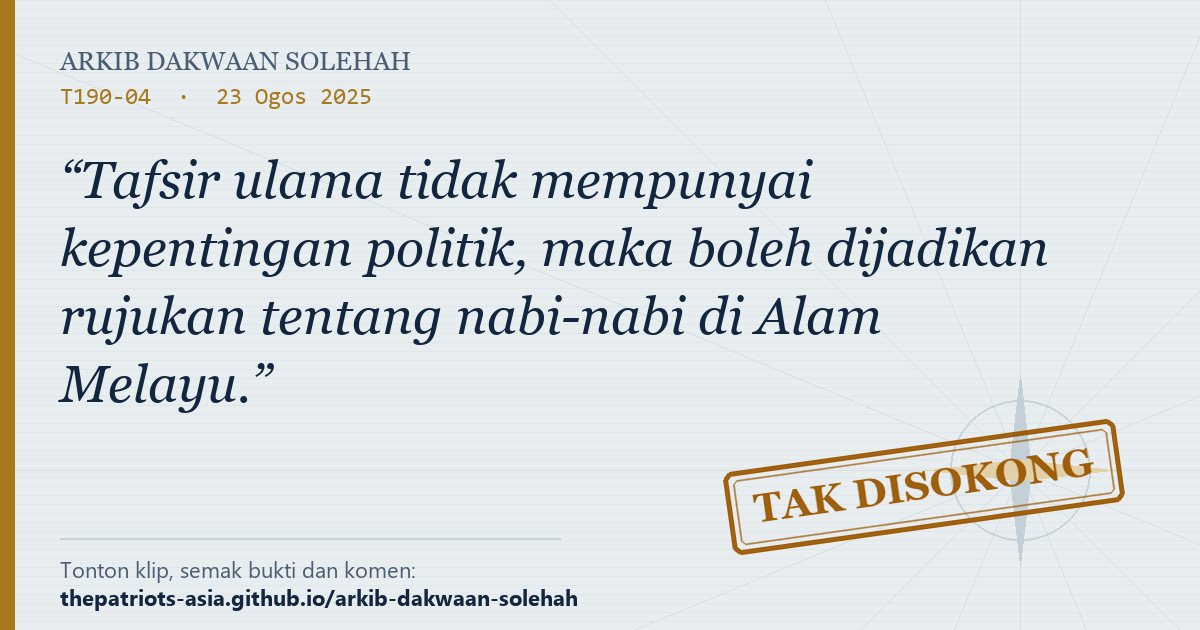 ARKIB DAKWAAN SOLEHAH
T190-04 · 23 Ogos 2025
“Tafsir ulama tidak mempunyai
kepentingan politik, maka boleh dijadikan
rujukan tentang nabi-nabi di Alam
Melayu.”
TAK DISOKONG
Tonton klip, semak bukti dan komen:
thepatriots-asia.github.io/arkib-dakwaan-solehah